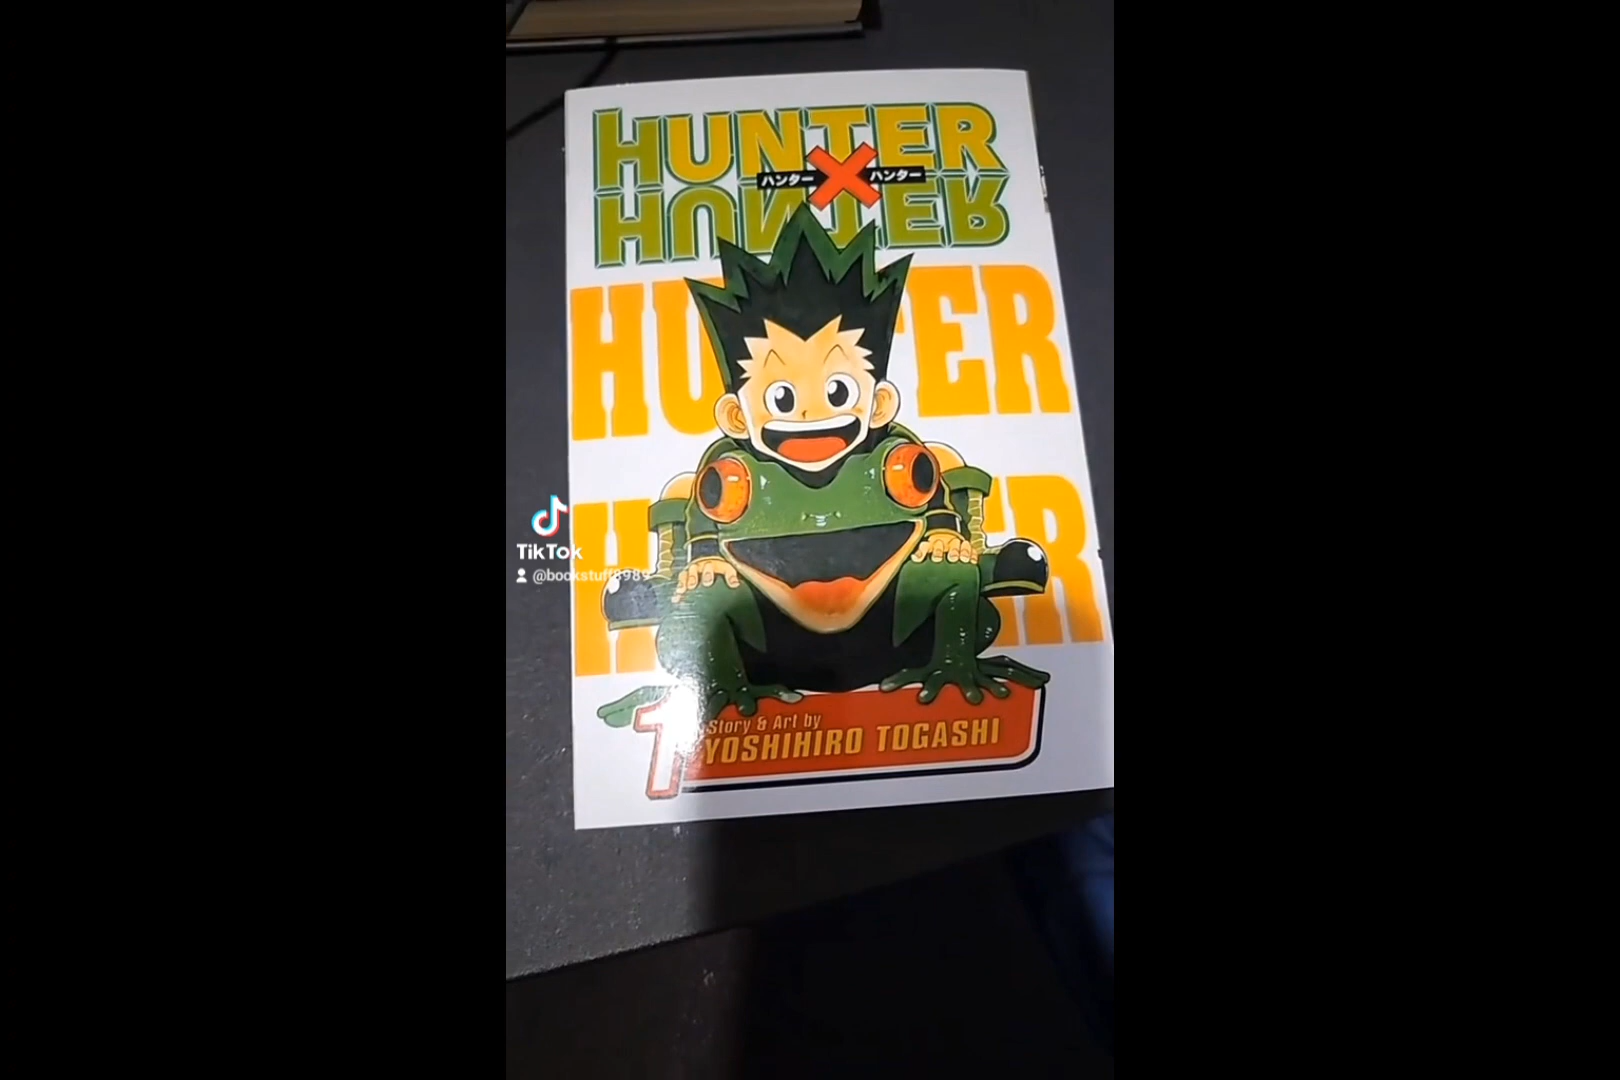 HUNTER
ハンター X ハンター
HUNTER
HUNTER
HUNTER
1
Story & Art by
YOSHIHIRO TOGASHI
TikTok
@bookstuff8989